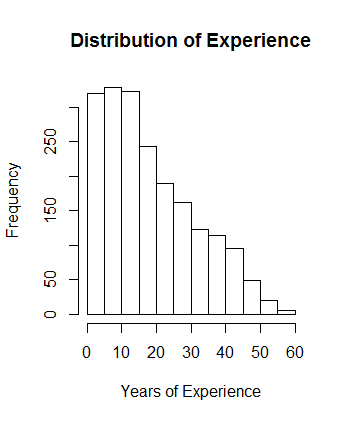 Distribution of Experience
Frequency
250
150
50
0
0 10 20 30 40 50 60
Years of Experience